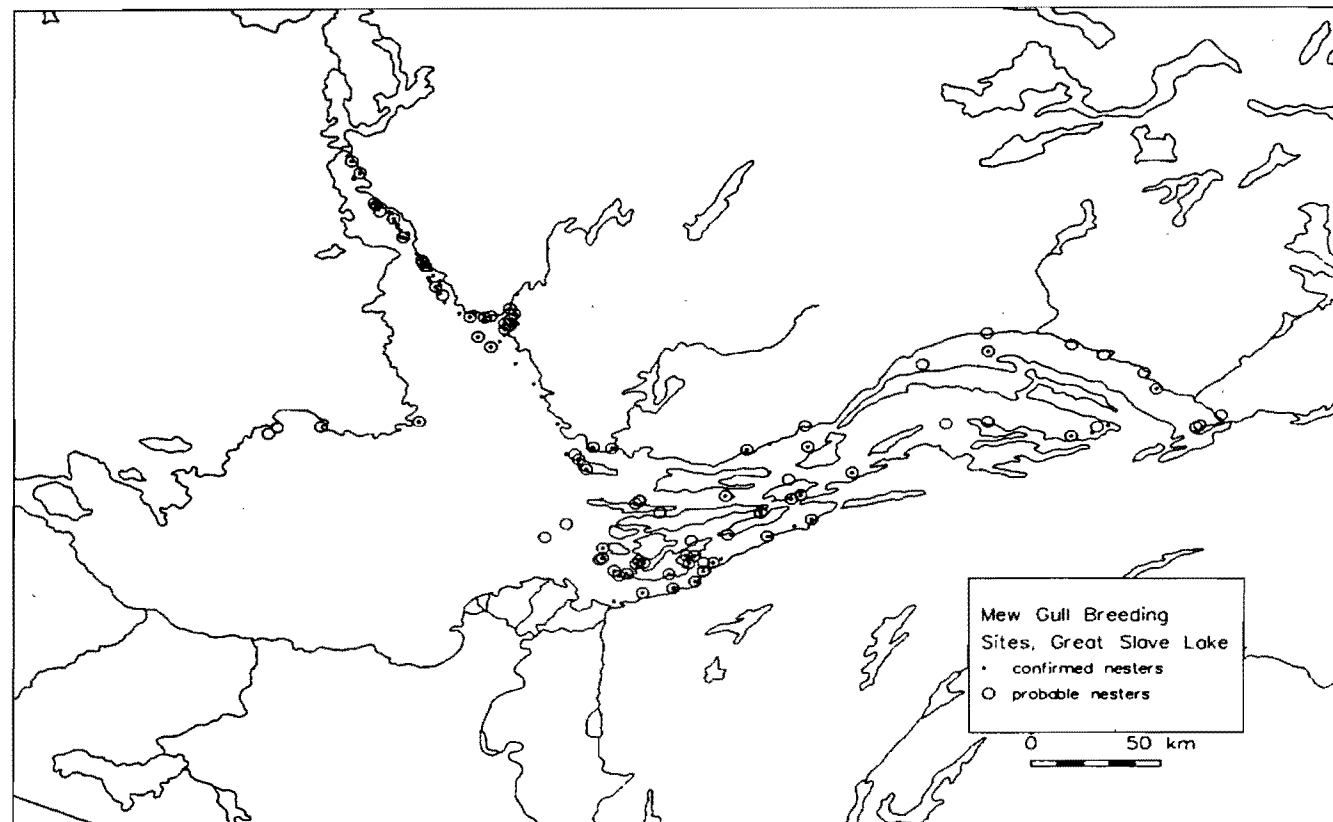 Mew Gull Breeding
Sites, Great Slave Lake
confirmed nesters
probable nesters
0 50 km